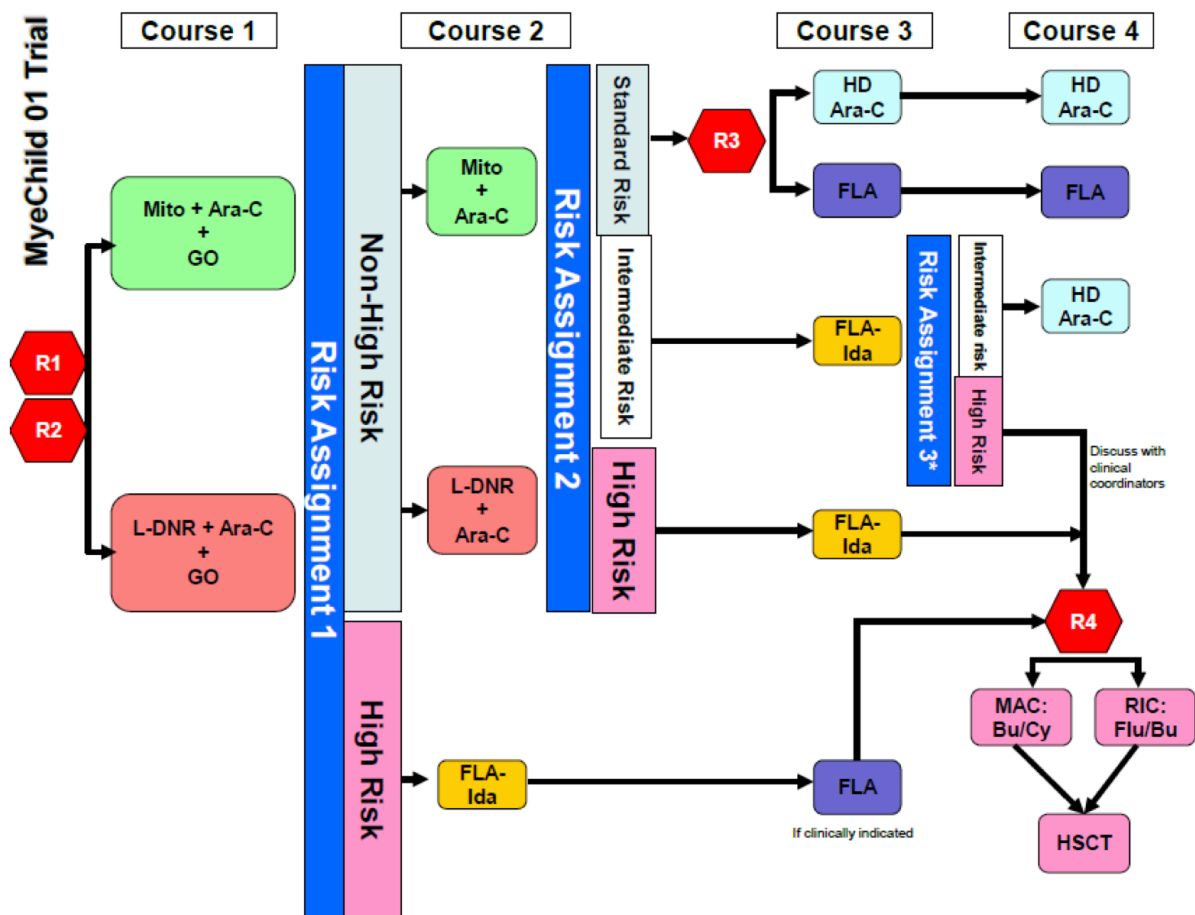 MyeChild 01 Trial
Course 1
Course 2
Course 3
Course 4
R1
R2
Mito + Ara-C
+
GO
L-DNR + Ara-C
+
GO
Risk Assignment 1
Non-High Risk
High Risk
Mito
+
Ara-C
L-DNR
+
Ara-C
FLA-
Ida
Risk Assignment 2
Standard Risk
Intermediate Risk
High Risk
R3
HD
Ara-C
HD
Ara-C
FLA
FLA
FLA-
Ida
Risk Assignment 3*
Intermediate risk
High Risk
HD
Ara-C
Discuss with
clinical
coordinators
FLA-
Ida
R4
MAC:
Bu/Cy
RIC:
Flu/Bu
FLA
If clinically indicated
HSCT